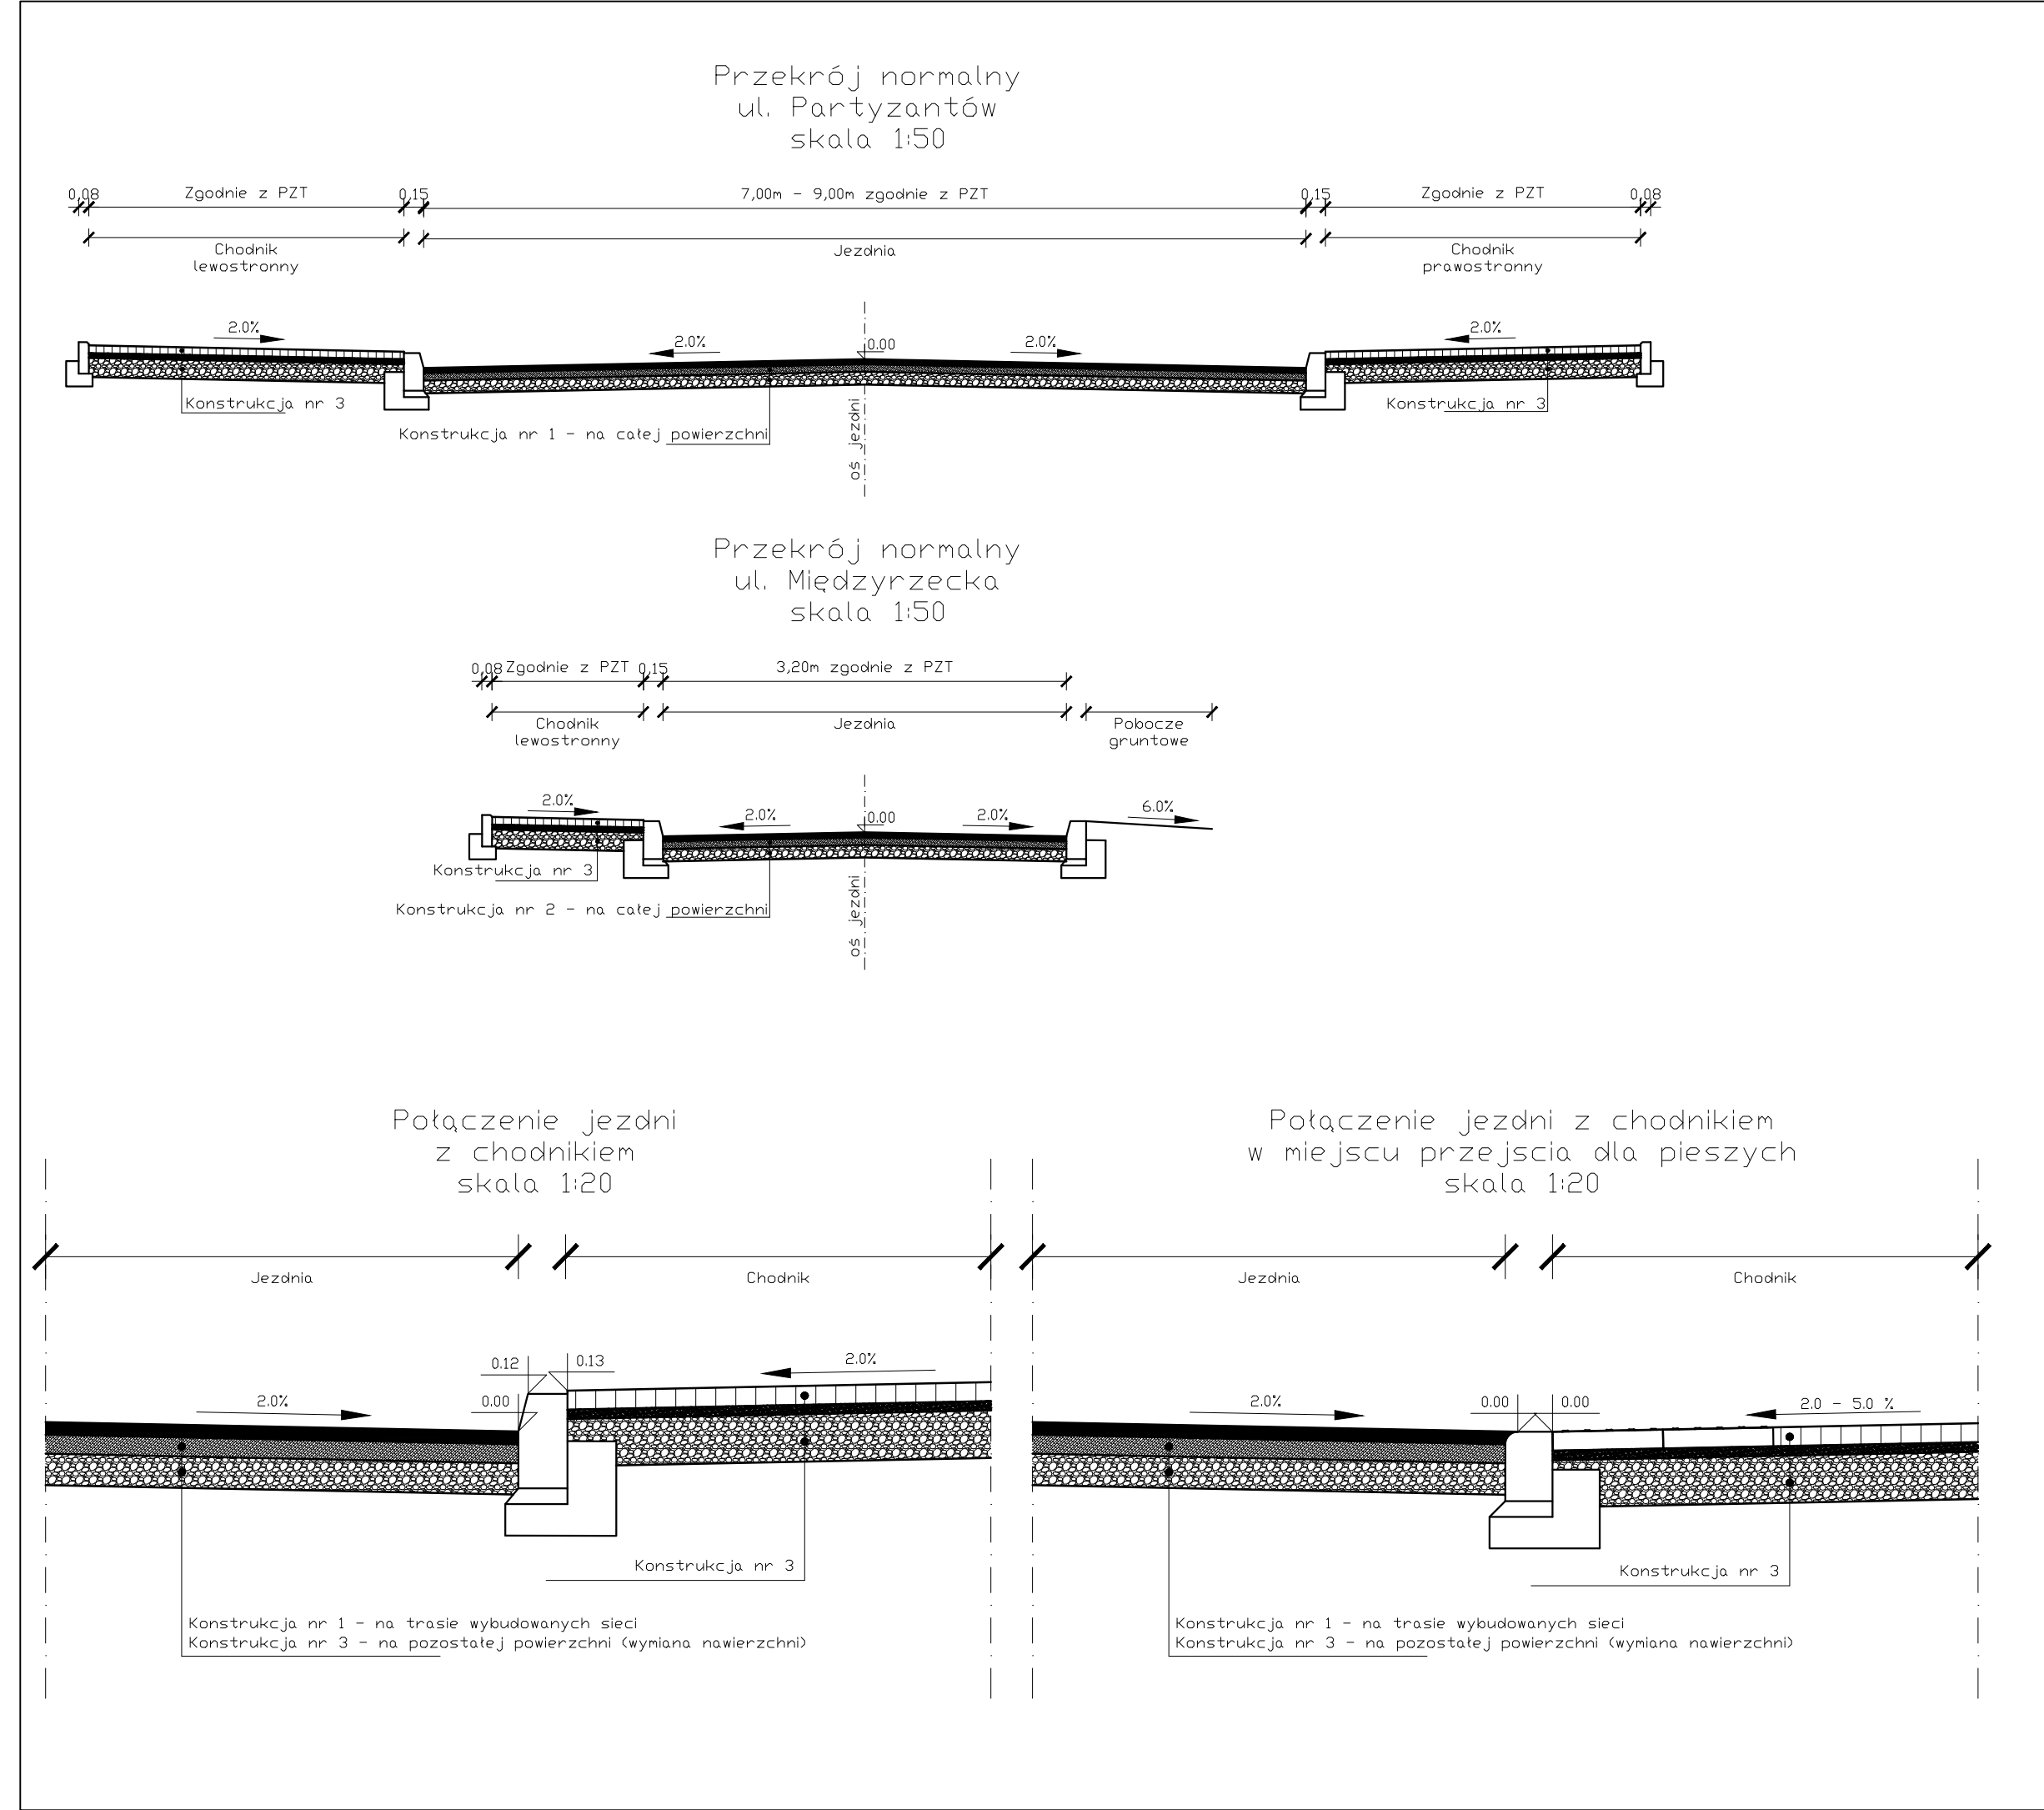 Przekrój normalny
ul. Partyzantów
skala 1:50
0,08 Zgodnie z PZT 0,15 7,00m - 9,00m zgodnie z PZT 0,15 Zgodnie z PZT 0,08
Chodnik
lewostronny
Jezdnia
Chodnik
prawostronny
2.0% 2.0% 0.00 2.0% 2.0%
Konstrukcja nr 3
Konstrukcja nr 3
Konstrukcja nr 1 - na całej powierzchni
oś jezdni
Przekrój normalny
ul. Międzyrzecka
skala 1:50
0,08 Zgodnie z PZT 0,15 3,20m zgodnie z PZT
Chodnik
lewostronny
Jezdnia
Pobocze
gruntowe
2.0% 2.0% 0.00 2.0% 6.0%
Konstrukcja nr 3
Konstrukcja nr 2 - na całej powierzchni
oś jezdni
Połączenie jezdni
z chodnikiem
skala 1:20
Jezdnia
Chodnik
0.12 0.13 2.0%
2.0% 0.00
Konstrukcja nr 3
Konstrukcja nr 1 - na trasie wybudowanych sieci
Konstrukcja nr 3 - na pozostałej powierzchni (wymiana nawierzchni)
Połączenie jezdni z chodnikiem
w miejscu przejscia dla pieszych
skala 1:20
Jezdnia
Chodnik
2.0% 0.00 0.00 2.0 - 5.0 %
Konstrukcja nr 3
Konstrukcja nr 1 - na trasie wybudowanych sieci
Konstrukcja nr 3 - na pozostałej powierzchni (wymiana nawierzchni)